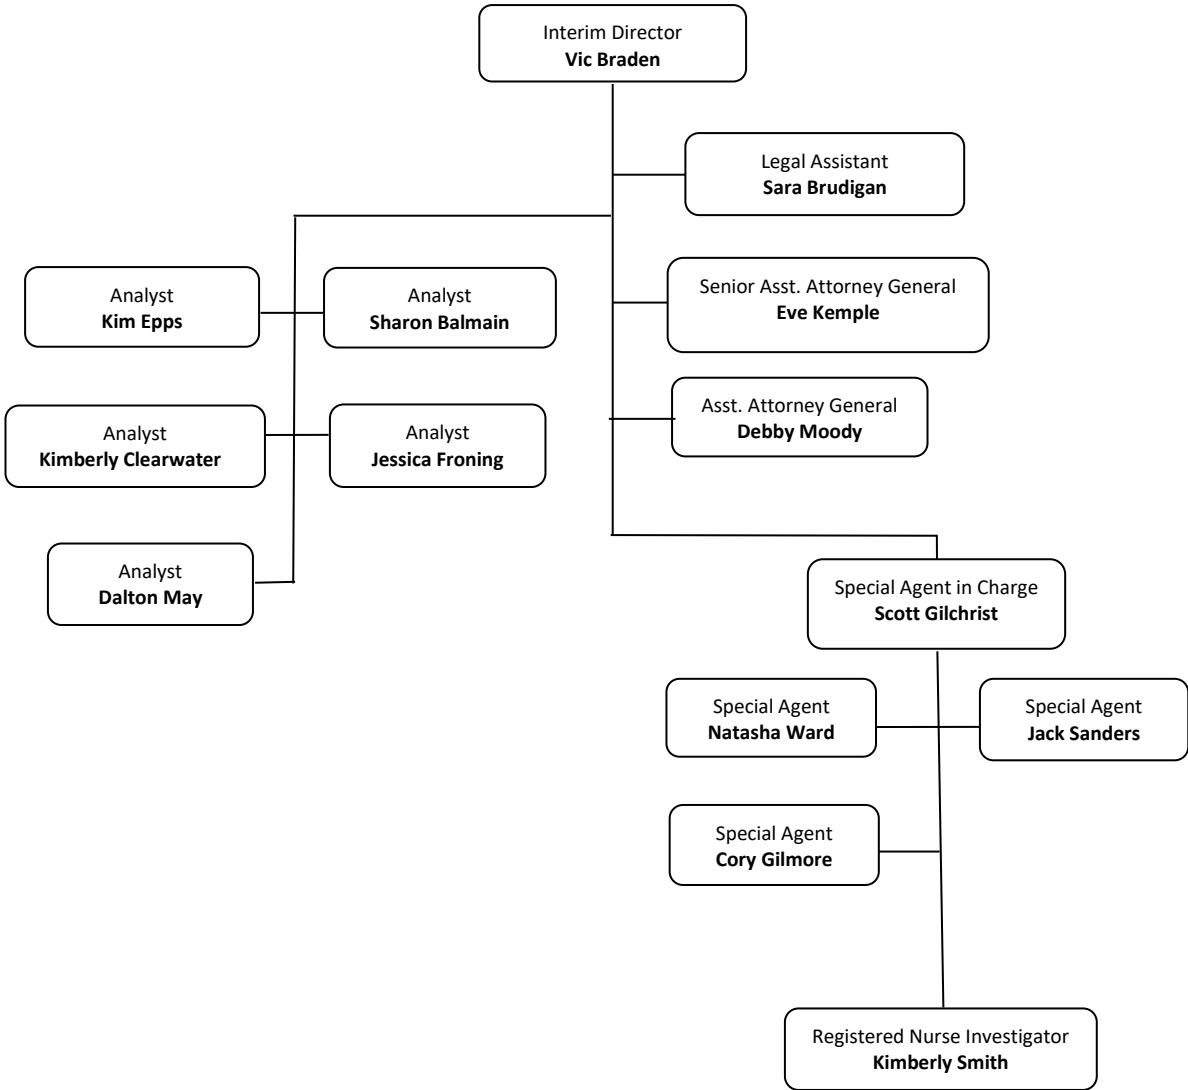 Interim Director
Vic Braden
Legal Assistant
Sara Brudigan
Senior Asst. Attorney General
Eve Kemple
Analyst
Kim Epps
Analyst
Sharon Balmain
Asst. Attorney General
Debby Moody
Analyst
Kimberly Clearwater
Analyst
Jessica Froning
Analyst
Dalton May
Special Agent in Charge
Scott Gilchrist
Special Agent
Natasha Ward
Special Agent
Jack Sanders
Special Agent
Cory Gilmore
Registered Nurse Investigator
Kimberly Smith